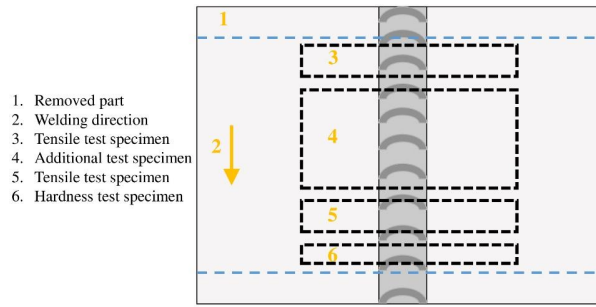 1. Removed part
2. Welding direction
3. Tensile test specimen
4. Additional test specimen
5. Tensile test specimen
6. Hardness test specimen
1
3
2
4
5
6